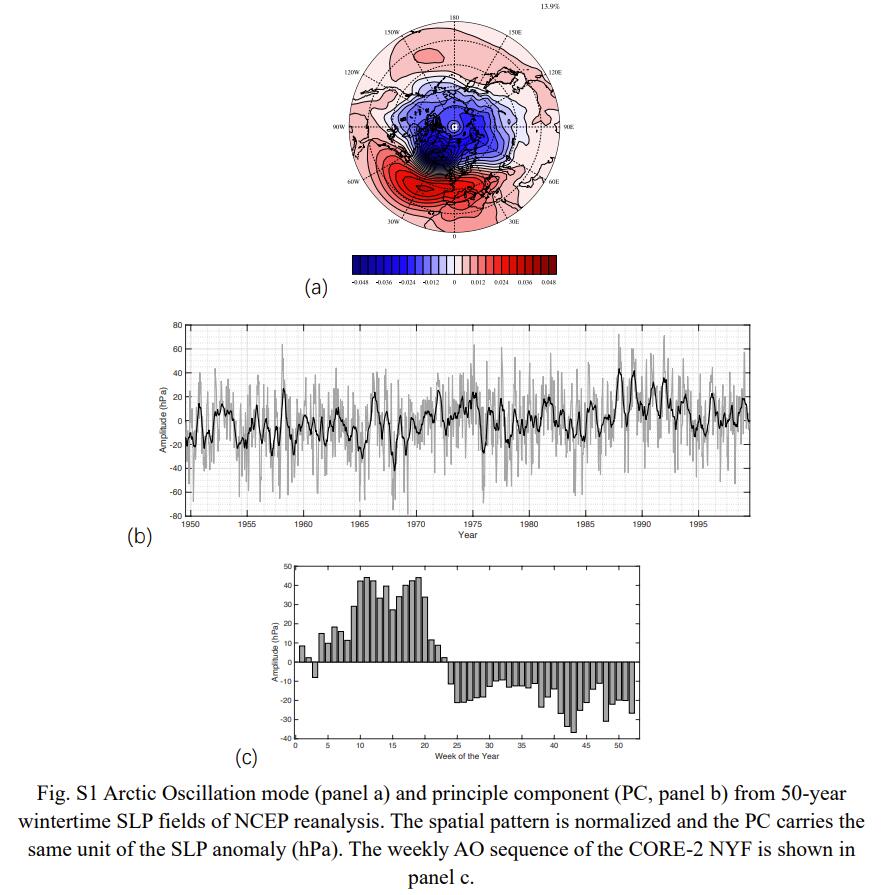 13.9%
180
150W 150E
120W 120E
90W 90E
60W 60E
30W 30E
0
-0.048 -0.036 -0.024 -0.012 0 0.012 0.024 0.036 0.048
(a)
80
60
40
20
0
-20
-40
-60
-80
Amplitude (hPa)
1950 1955 1960 1965 1970 1975 1980 1985 1990 1995
Year
(b)
50
40
30
20
10
0
-10
-20
-30
-40
Amplitude (hPa)
0 5 10 15 20 25 30 35 40 45 50
Week of the Year
(c)
Fig. S1 Arctic Oscillation mode (panel a) and principle component (PC, panel b) from 50-year
wintertime SLP fields of NCEP reanalysis. The spatial pattern is normalized and the PC carries the
same unit of the SLP anomaly (hPa). The weekly AO sequence of the CORE-2 NYF is shown in
panel c.